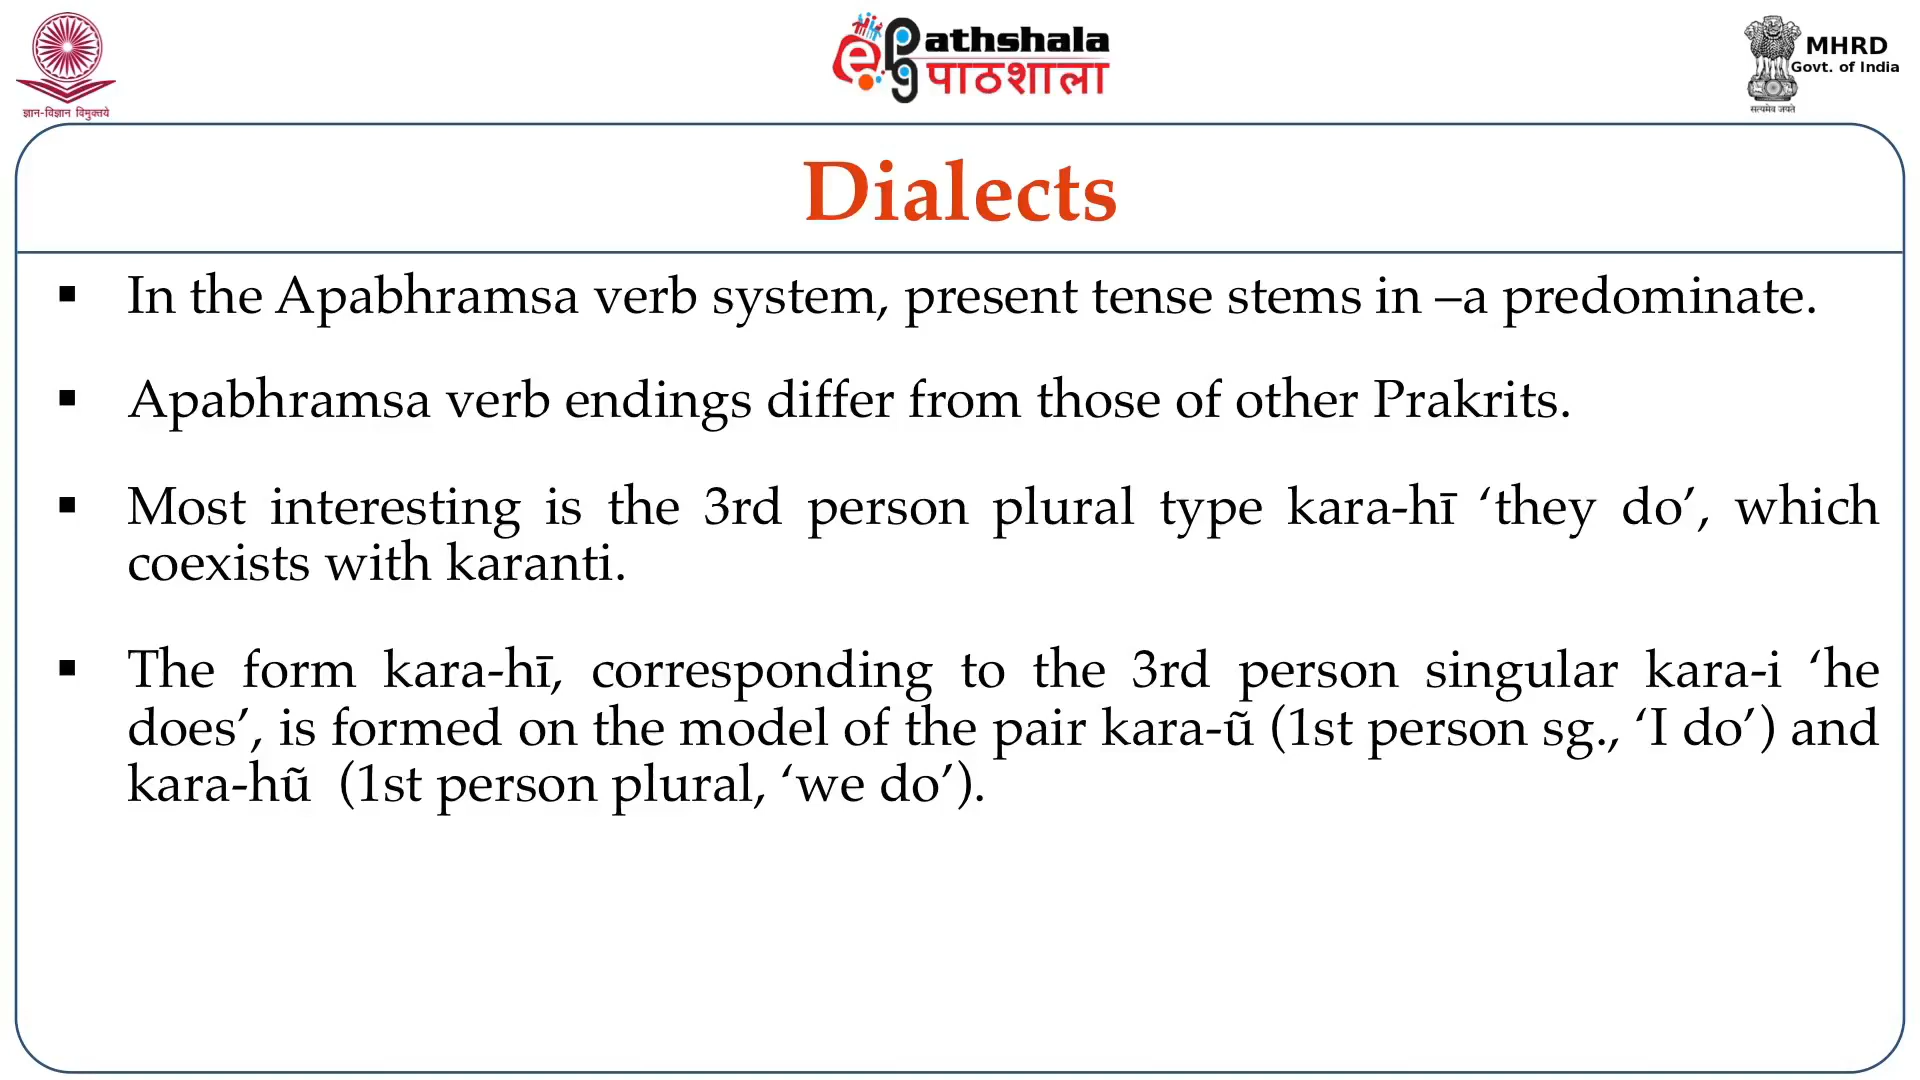 ज्ञान-विज्ञान विमुक्तये
ePG Pathshala
पाठशाला
MHRD
Govt. of India
सत्यमेव जयते
Dialects
▪ In the Apabhramsa verb system, present tense stems in –a predominate.
▪ Apabhramsa verb endings differ from those of other Prakrits.
▪ Most interesting is the 3rd person plural type kara-hī ‘they do’, which
coexists with karanti.
▪ The form kara-hī, corresponding to the 3rd person singular kara-i ‘he
does’, is formed on the model of the pair kara-ũ (1st person sg., ‘I do’) and
kara-hũ (1st person plural, ‘we do’).